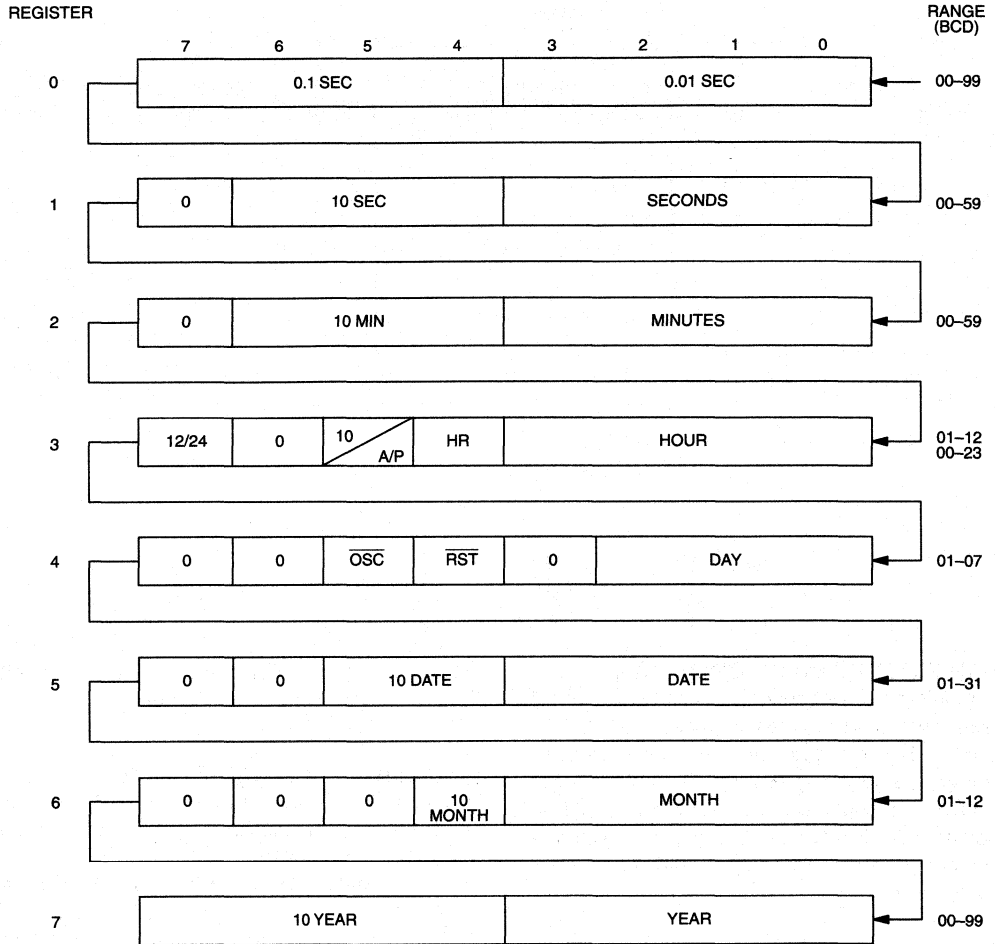 REGISTER
RANGE
(BCD)
7 6 5 4 3 2 1 0
0 0.1 SEC 0.01 SEC 00–99
1 0 10 SEC SECONDS 00–59
2 0 10 MIN MINUTES 00–59
3 12/24 0 10 A/P HR HOUR 01–12
00–23
4 0 0 O̅S̅C̅ R̅S̅T̅ 0 DAY 01–07
5 0 0 10 DATE DATE 01–31
6 0 0 0 10 MONTH MONTH 01–12
7 10 YEAR YEAR 00–99